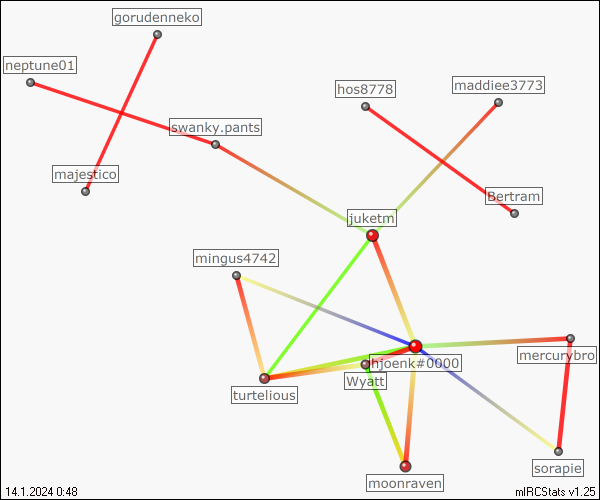 gorudenneko
neptune01
hos8778
maddiee3773
swanky.pants
majestico
Bertram
juketm
mingus4742
mercurybro
hjoenk#0000
Wyatt
turtelious
sorapie
moonraven
14.1.2024 0:48
mIRCStats v1.25